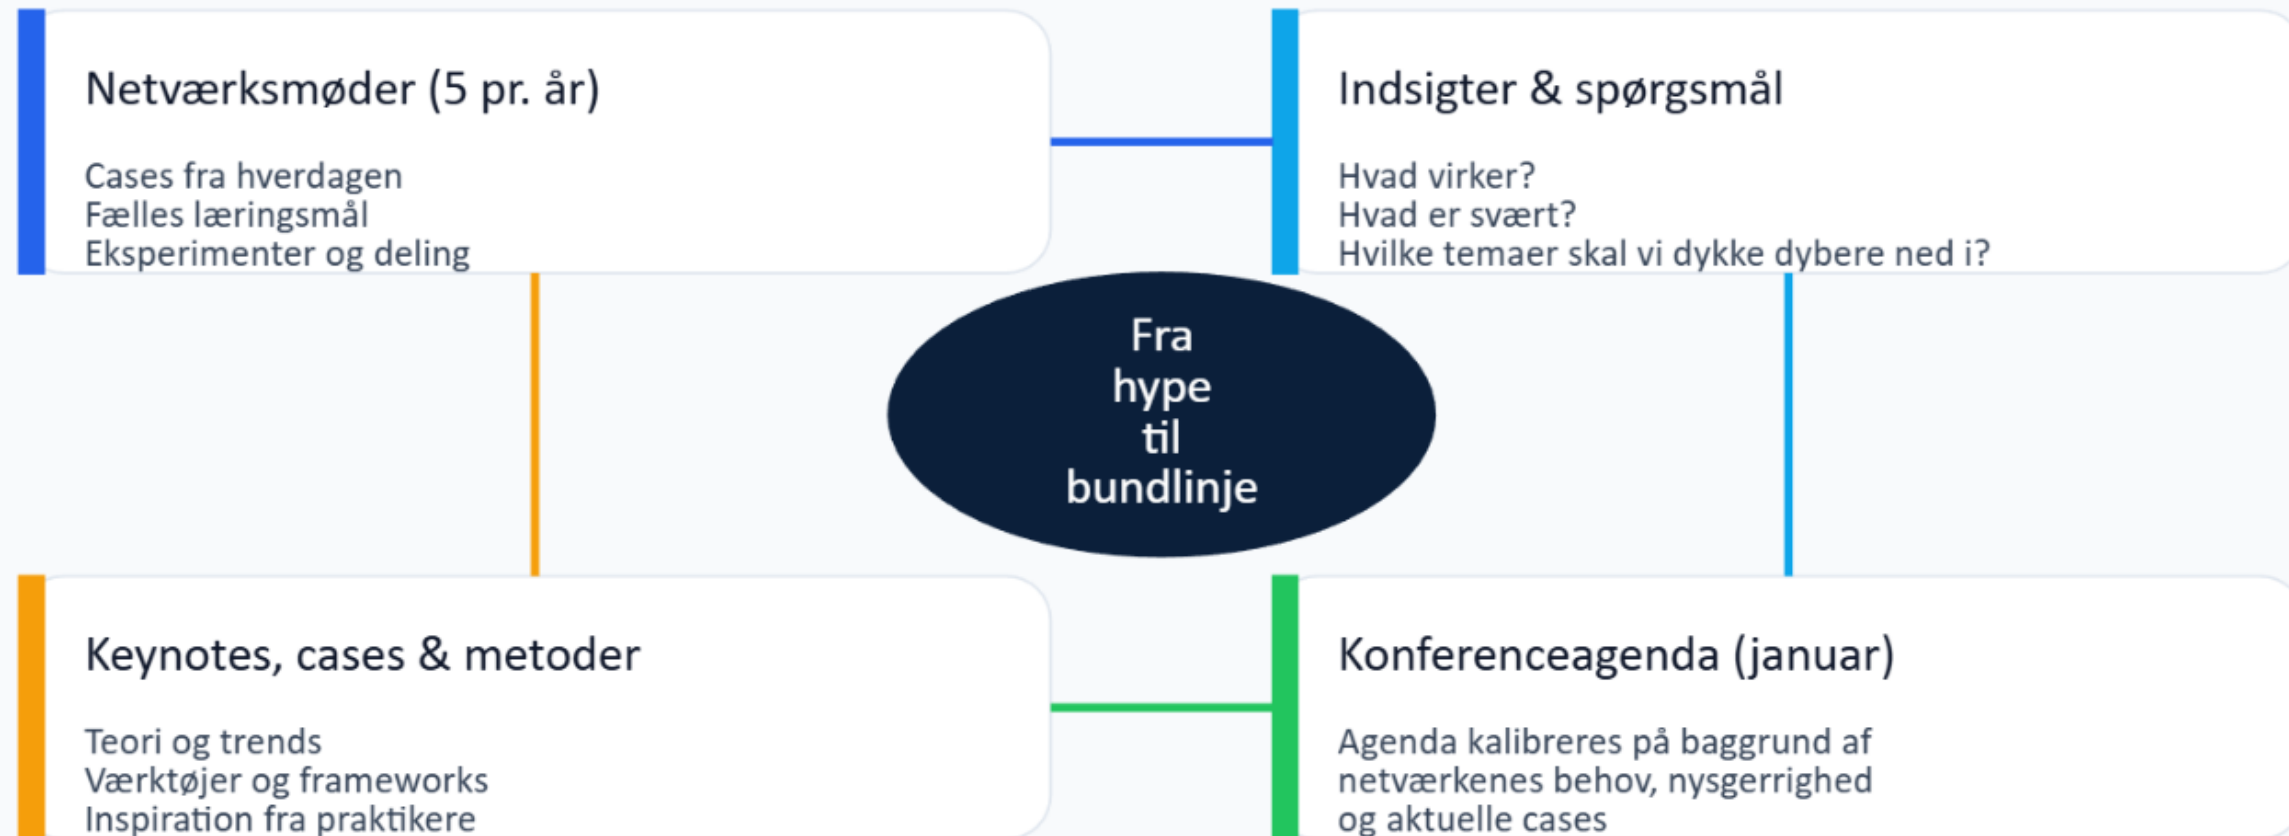 Netværksmøder (5 pr. år)
Cases fra hverdagen
Fælles læringsmål
Eksperimenter og deling
Indsigter & spørgsmål
Hvad virker?
Hvad er svært?
Hvilke temaer skal vi dykke dybere ned i?
Fra
hype
til
bundlinje
Keynotes, cases & metoder
Teori og trends
Værktøjer og frameworks
Inspiration fra praktikere
Konferenceagenda (januar)
Agenda kalibreres på baggrund af
netværkenes behov, nysgerrighed
og aktuelle cases